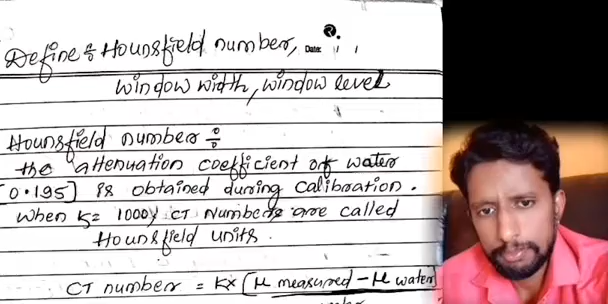 Define ÷ Hounsfield number, Date: / /
window width, window level
Hounsfield number ÷
the attenuation coefficient of water
[0.195] is obtained during calibration.
When K= 1000, CT Numbers are called
Hounsfield units.
CT number = K× (μ measured − μ water)